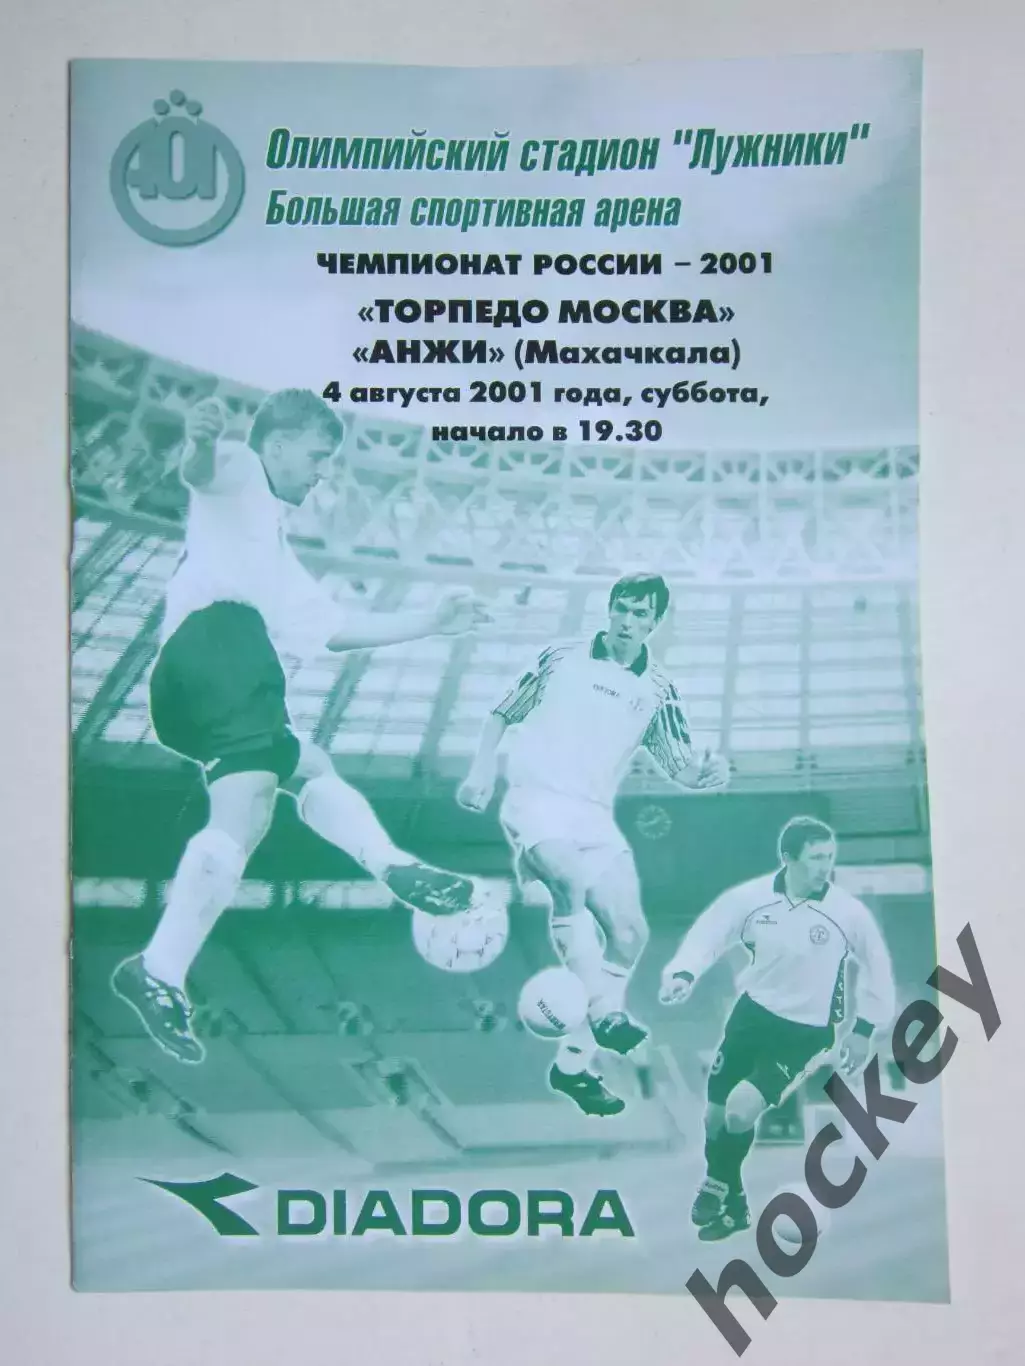 Олимпийский стадион "Лужники"
Большая спортивная арена
ЧЕМПИОНАТ РОССИИ – 2001
«ТОРПЕДО МОСКВА»
«АНЖИ» (Махачкала)
4 августа 2001 года, суббота,
начало в 19.30
DIADORA
hockey